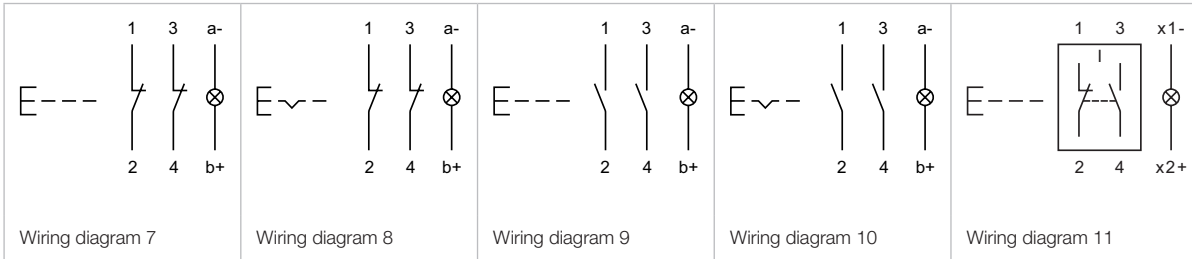 1 3 a-
2 4 b+
Wiring diagram 7
1 3 a-
2 4 b+
Wiring diagram 8
1 3 a-
2 4 b+
Wiring diagram 9
1 3 a-
2 4 b+
Wiring diagram 10
1 3 x1-
I
2 4 x2+
Wiring diagram 11